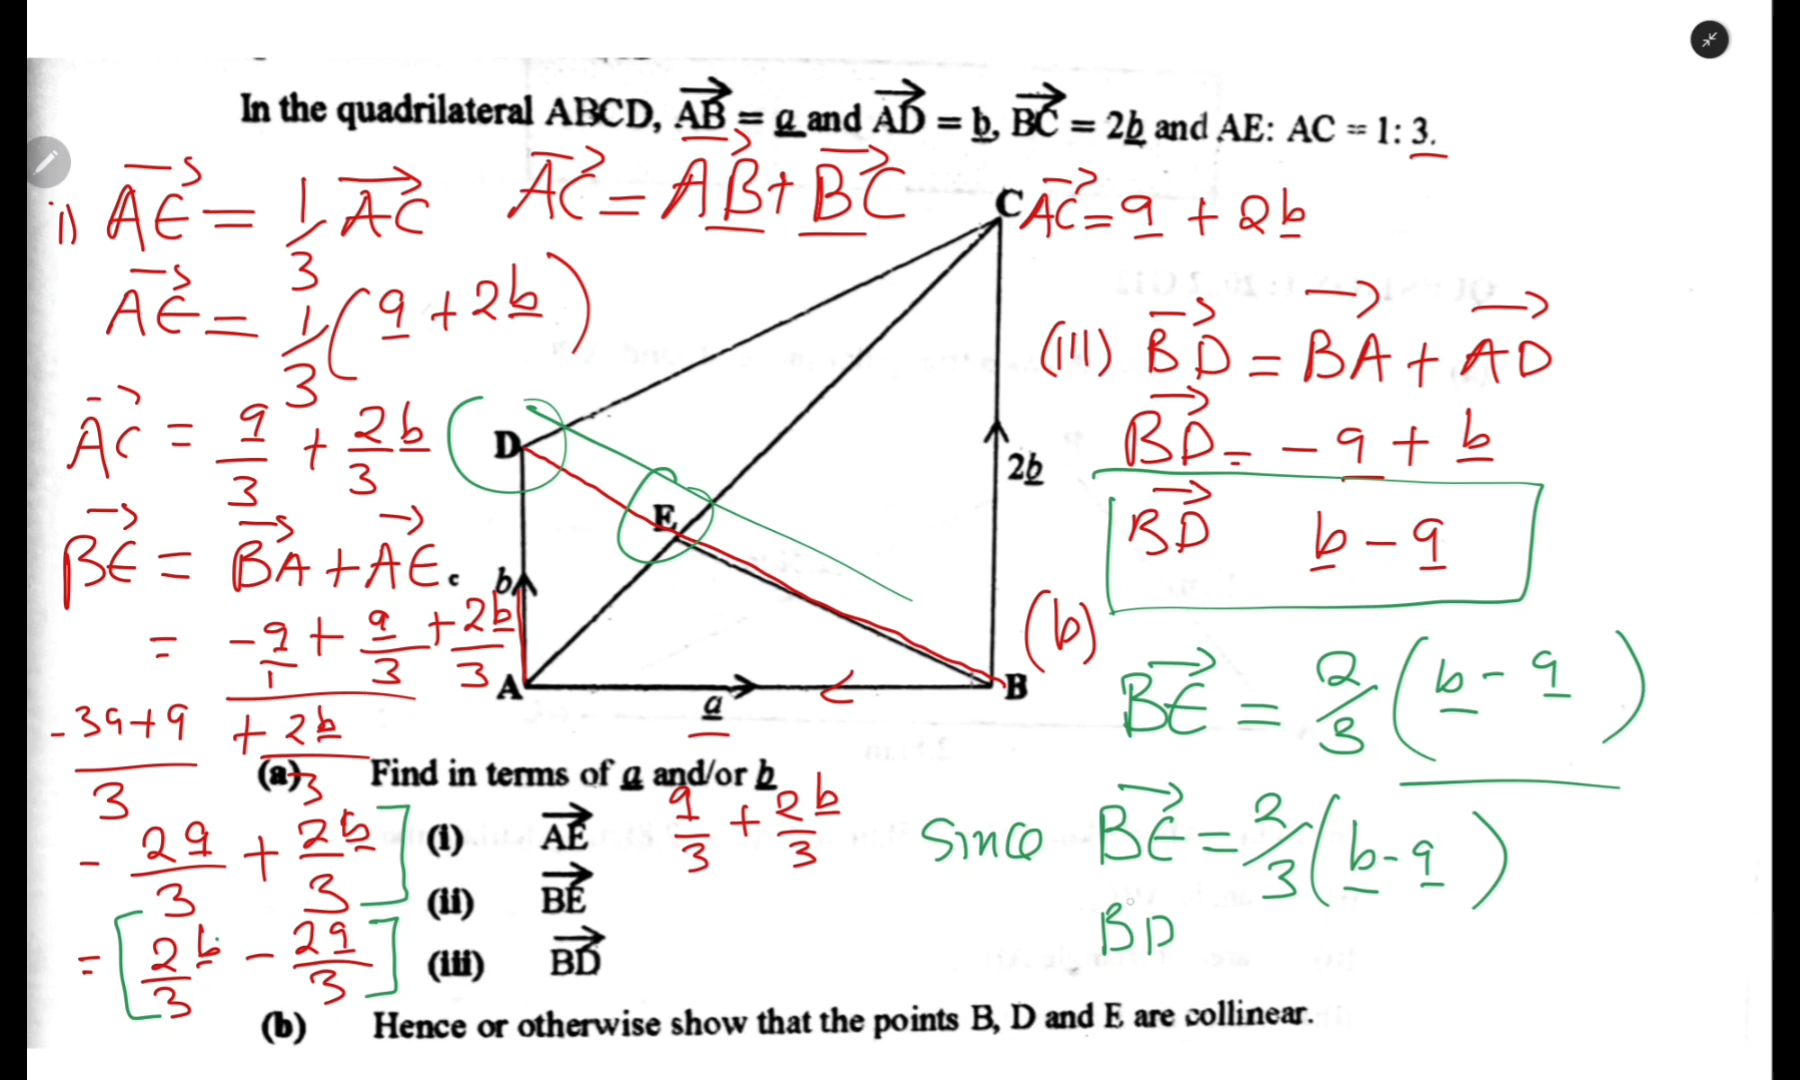 In the quadrilateral ABCD, AB = a and AD = b, BC = 2b and AE: AC = 1: 3.
i) AE = 1/3 AC
AC = AB + BC
AC = a + 2b
AE = 1/3 (a + 2b)
AC = a/3 + 2b/3
BE = BA + AE
= -a/1 + a/3 + 2b/3
-3a+a/3 + 2b/3
- 2a/3 + 2b/3
= [2b/3 - 2a/3]
C
D
E
b
2b
A
a
B
(iii) BD = BA + AD
BD = - a + b
BD b - a
(b)
BE = 2/3 (b - a)
Since BE = 2/3 (b - a)
BD
(a) Find in terms of a and/or b
(i) AE a/3 + 2b/3
(ii) BE
(iii) BD
(b) Hence or otherwise show that the points B, D and E are collinear.